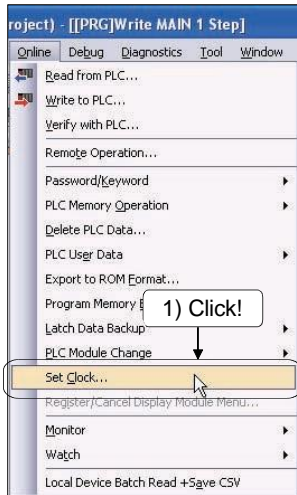 roject) - [[PRG]Write MAIN 1 Step]
Online Debug Diagnostics Tool Window
Read from PLC...
Write to PLC...
Verify with PLC...
Remote Operation...
Password/Keyword
PLC Memory Operation
Delete PLC Data...
PLC User Data
Export to ROM Format...
Program Memory
1) Click!
Latch Data Backup
PLC Module Change
Set Clock...
Register/Cancel Display Module Menu...
Monitor
Watch
Local Device Batch Read +Save CSV